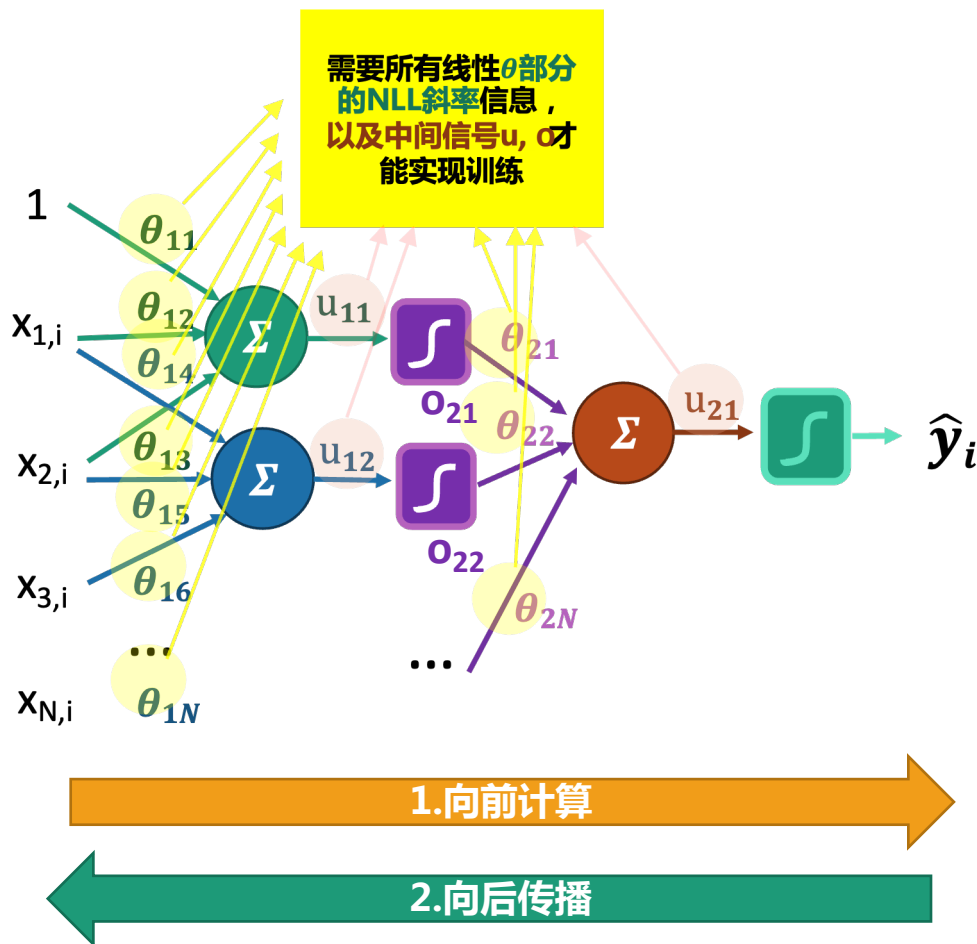 需要所有线性θ部分
的NLL斜率信息，
以及中间信号u, O才
能实现训练
1
θ₁₁
x₁,ᵢ
θ₁₂
θ₁₄
Σ
u₁₁
O₂₁
θ₂₁
x₂,ᵢ
θ₁₃
θ₁₅
Σ
u₁₂
O₂₂
θ₂₂
Σ
u₂₁
ŷᵢ
x₃,ᵢ
θ₁₆
θ₂N
...
...
x_N,ᵢ
θ₁N
1.向前计算
2.向后传播